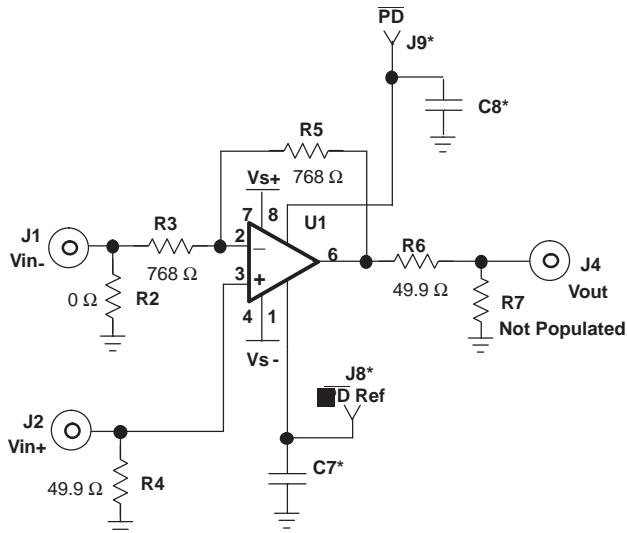 PD
J9*
C8*
R5
768 Ω
Vs+
7 8
U1
J1
Vin-
R3
768 Ω
2
–
3
+
6
R6
49.9 Ω
J4
Vout
0 Ω
R2
R7
Not Populated
4 1
Vs -
J8*
PD Ref
J2
Vin+
C7*
49.9 Ω
R4